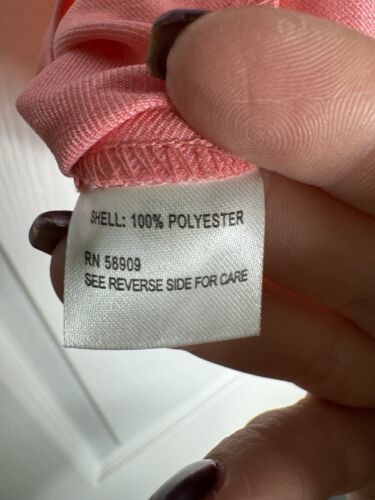 SHELL: 100% POLYESTER
RN 58909
SEE REVERSE SIDE FOR CARE